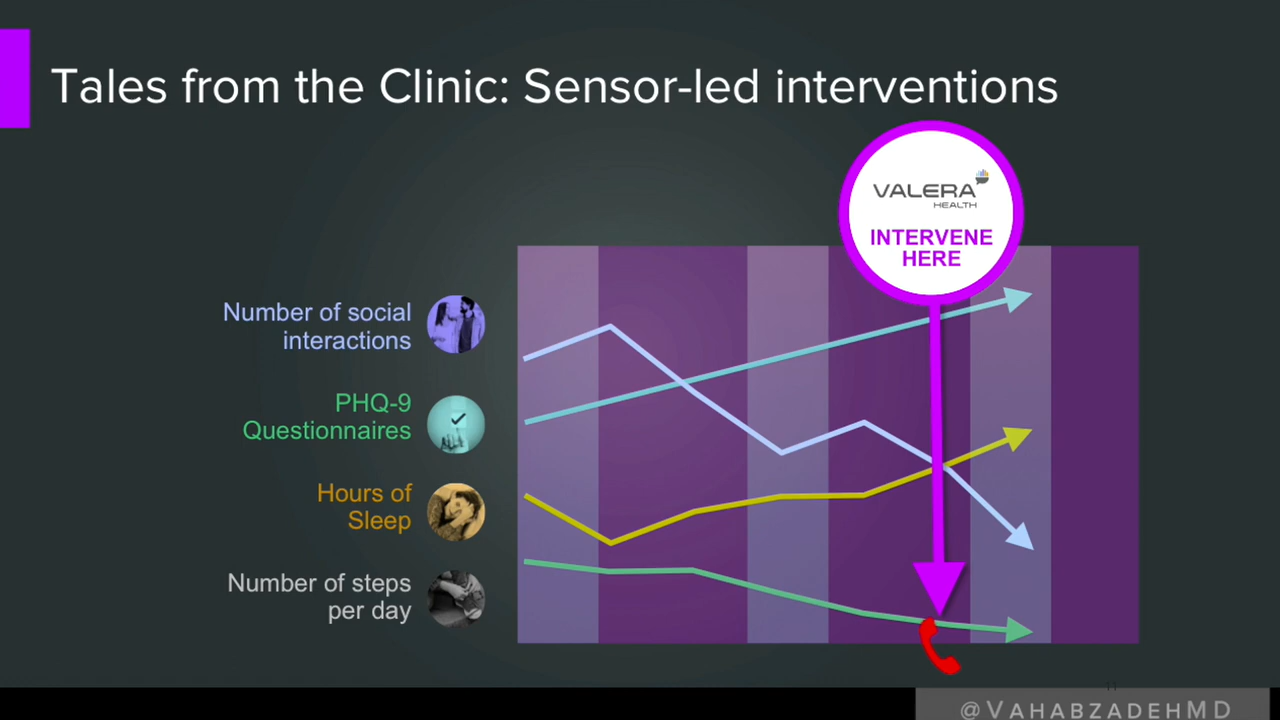 Tales from the Clinic: Sensor-led interventions
VALERA
HEALTH
INTERVENE
HERE
Number of social
interactions
PHQ-9
Questionnaires
Hours of
Sleep
Number of steps
per day
@VAHABZADEHMD